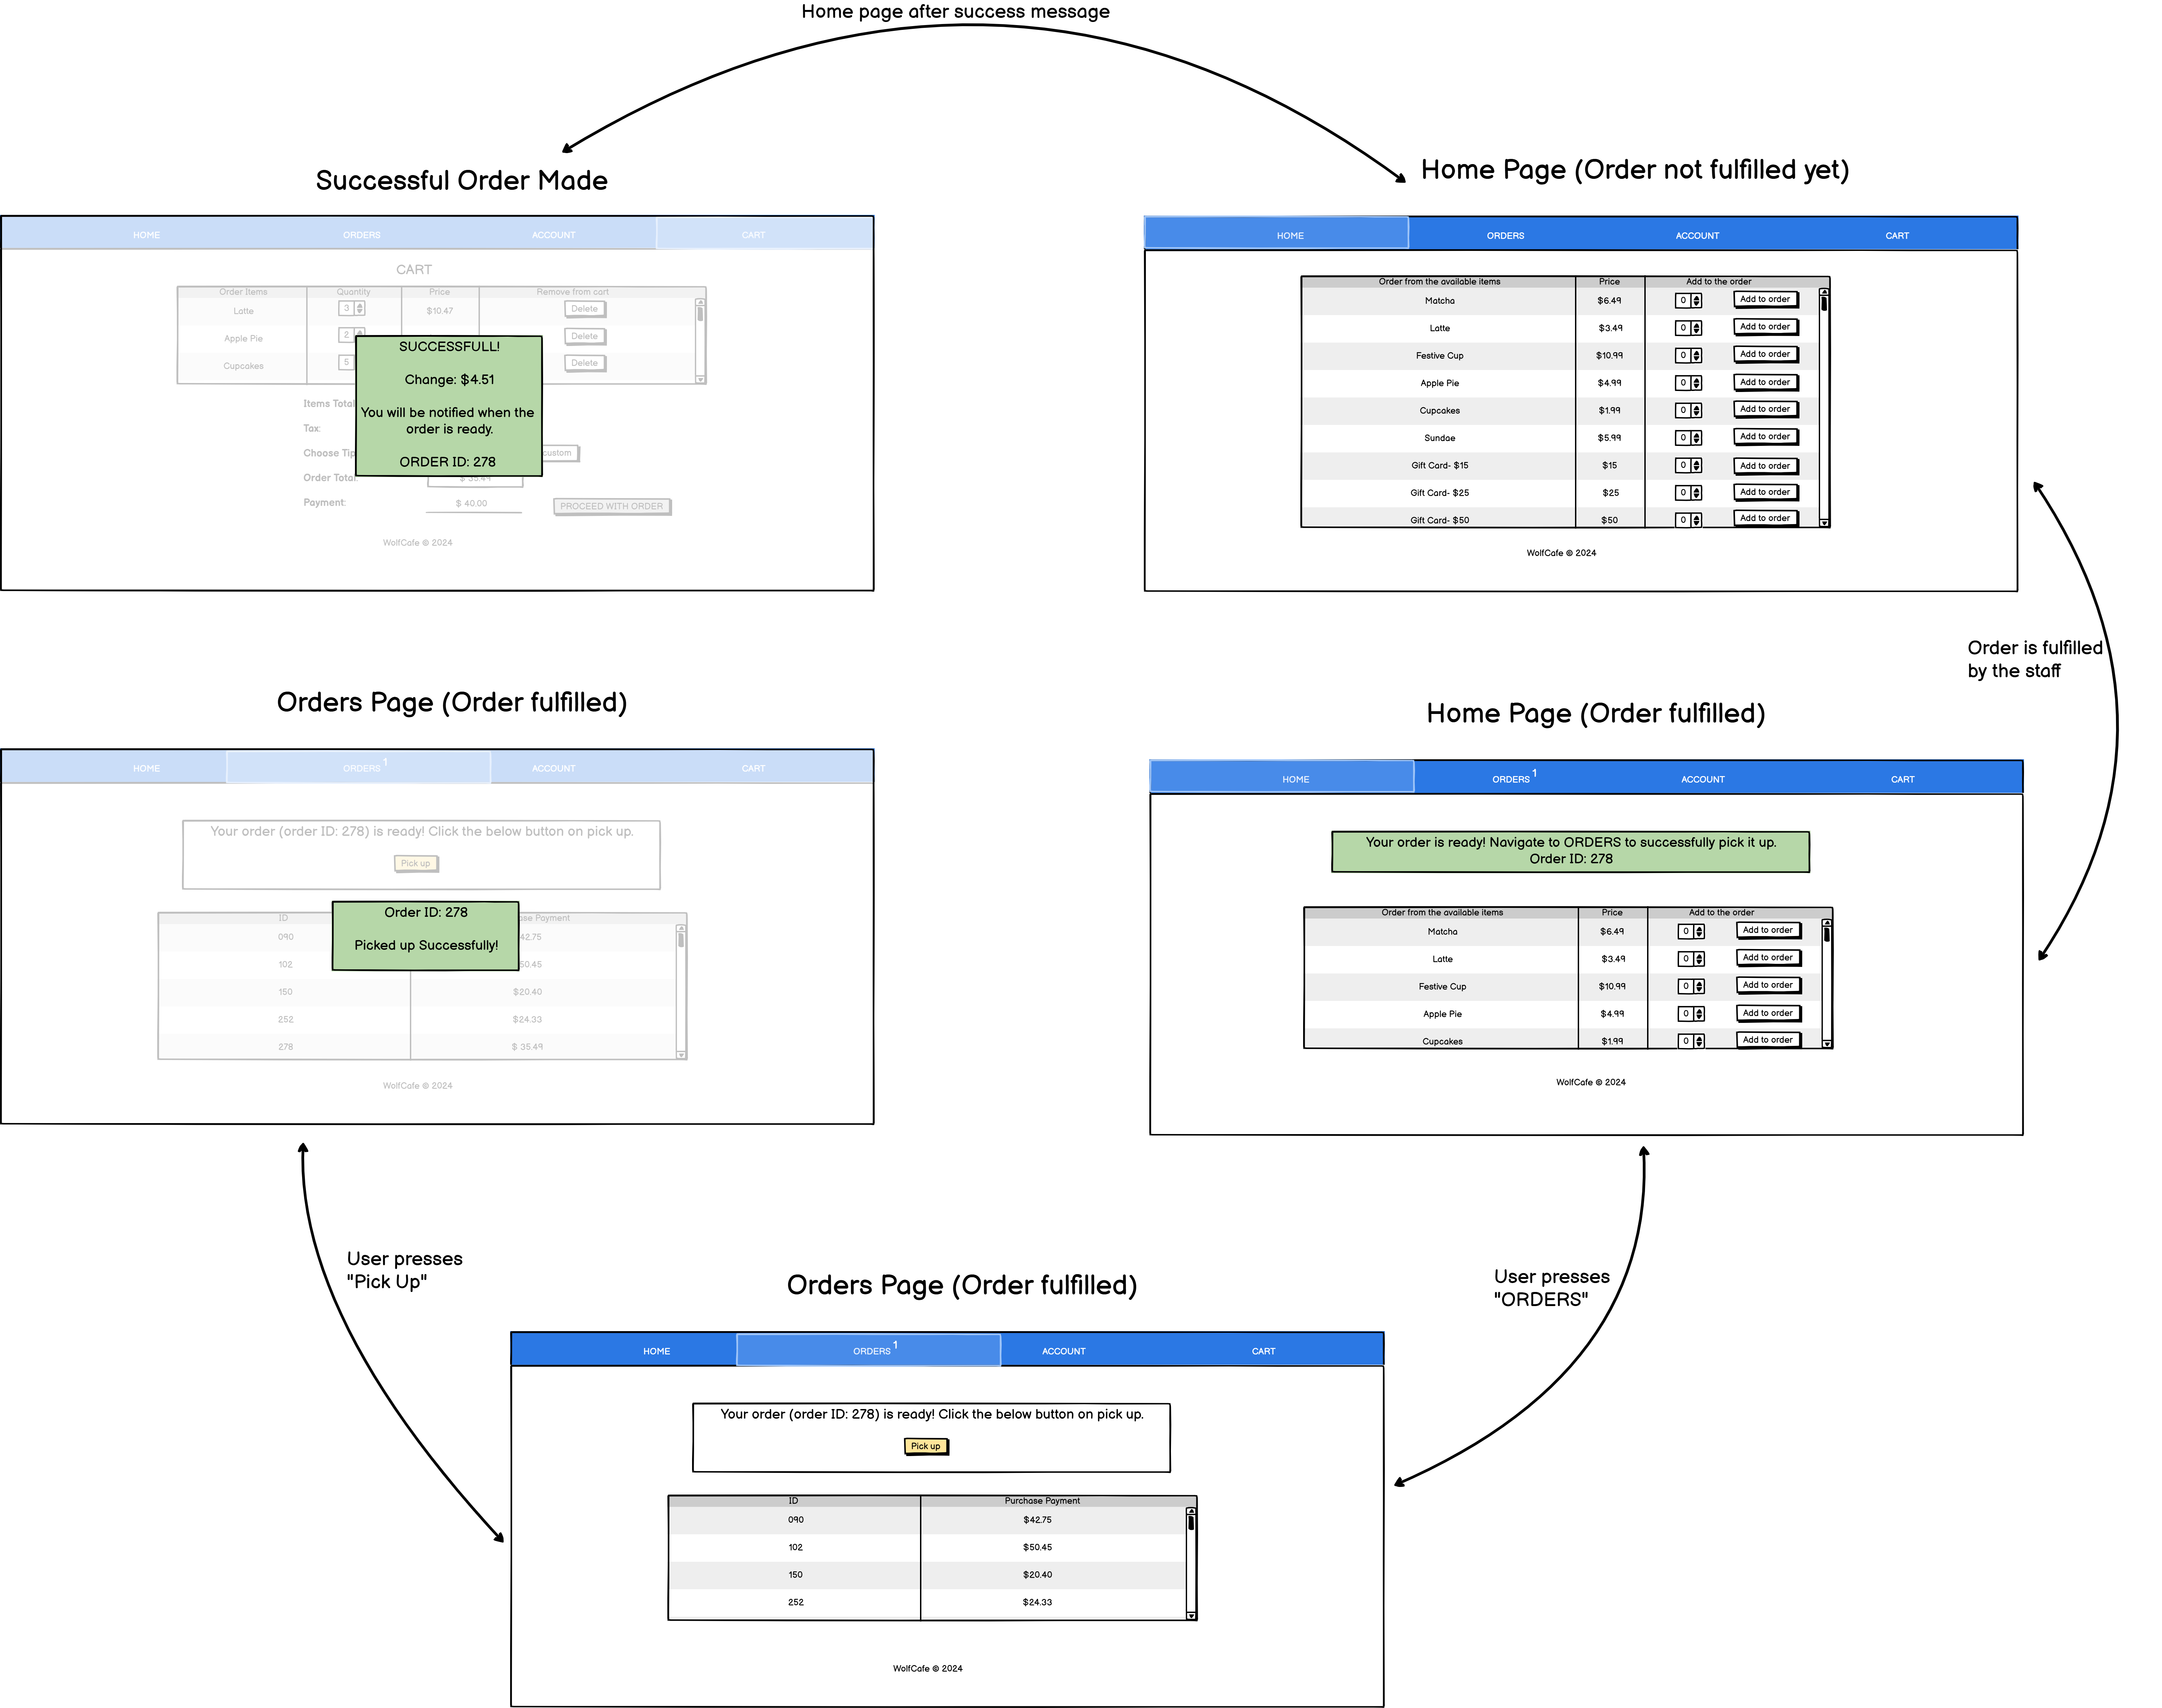 Home page after success message
Successful Order Made
HOME ORDERS ACCOUNT CART
CART
Order Items Quantity Price Remove from cart
Latte 3 $10.47 Delete
Apple Pie 2 Delete
Cupcakes 5 Delete
SUCCESSFULL!
Change: $4.51
You will be notified when the
order is ready.
ORDER ID: 278
Items Total
Tax:
Choose Tip custom
Order Total: $ 35.49
Payment: $ 40.00 PROCEED WITH ORDER
WolfCafe © 2024
Home Page (Order not fulfilled yet)
HOME ORDERS ACCOUNT CART
Order from the available items Price Add to the order
Matcha $6.49 0 Add to order
Latte $3.49 0 Add to order
Festive Cup $10.99 0 Add to order
Apple Pie $4.99 0 Add to order
Cupcakes $1.99 0 Add to order
Sundae $5.99 0 Add to order
Gift Card- $15 $15 0 Add to order
Gift Card- $25 $25 0 Add to order
Gift Card- $50 $50 0 Add to order
WolfCafe © 2024
Order is fulfilled
by the staff
Home Page (Order fulfilled)
HOME ORDERS 1 ACCOUNT CART
Your order is ready! Navigate to ORDERS to successfully pick it up.
Order ID: 278
Order from the available items Price Add to the order
Matcha $6.49 0 Add to order
Latte $3.49 0 Add to order
Festive Cup $10.99 0 Add to order
Apple Pie $4.99 0 Add to order
Cupcakes $1.99 0 Add to order
WolfCafe © 2024
User presses
"ORDERS"
Orders Page (Order fulfilled)
HOME ORDERS 1 ACCOUNT CART
Your order (order ID: 278) is ready! Click the below button on pick up.
Pick up
ID Purchase Payment
090 $42.75
102 $50.45
150 $20.40
252 $24.33
WolfCafe © 2024
User presses
"Pick Up"
Orders Page (Order fulfilled)
HOME ORDERS 1 ACCOUNT CART
Your order (order ID: 278) is ready! Click the below button on pick up.
Pick up
Order ID: 278
Picked up Successfully!
ID Payment
090 42.75
102 50.45
150 $20.40
252 $24.33
278 $ 35.49
WolfCafe © 2024